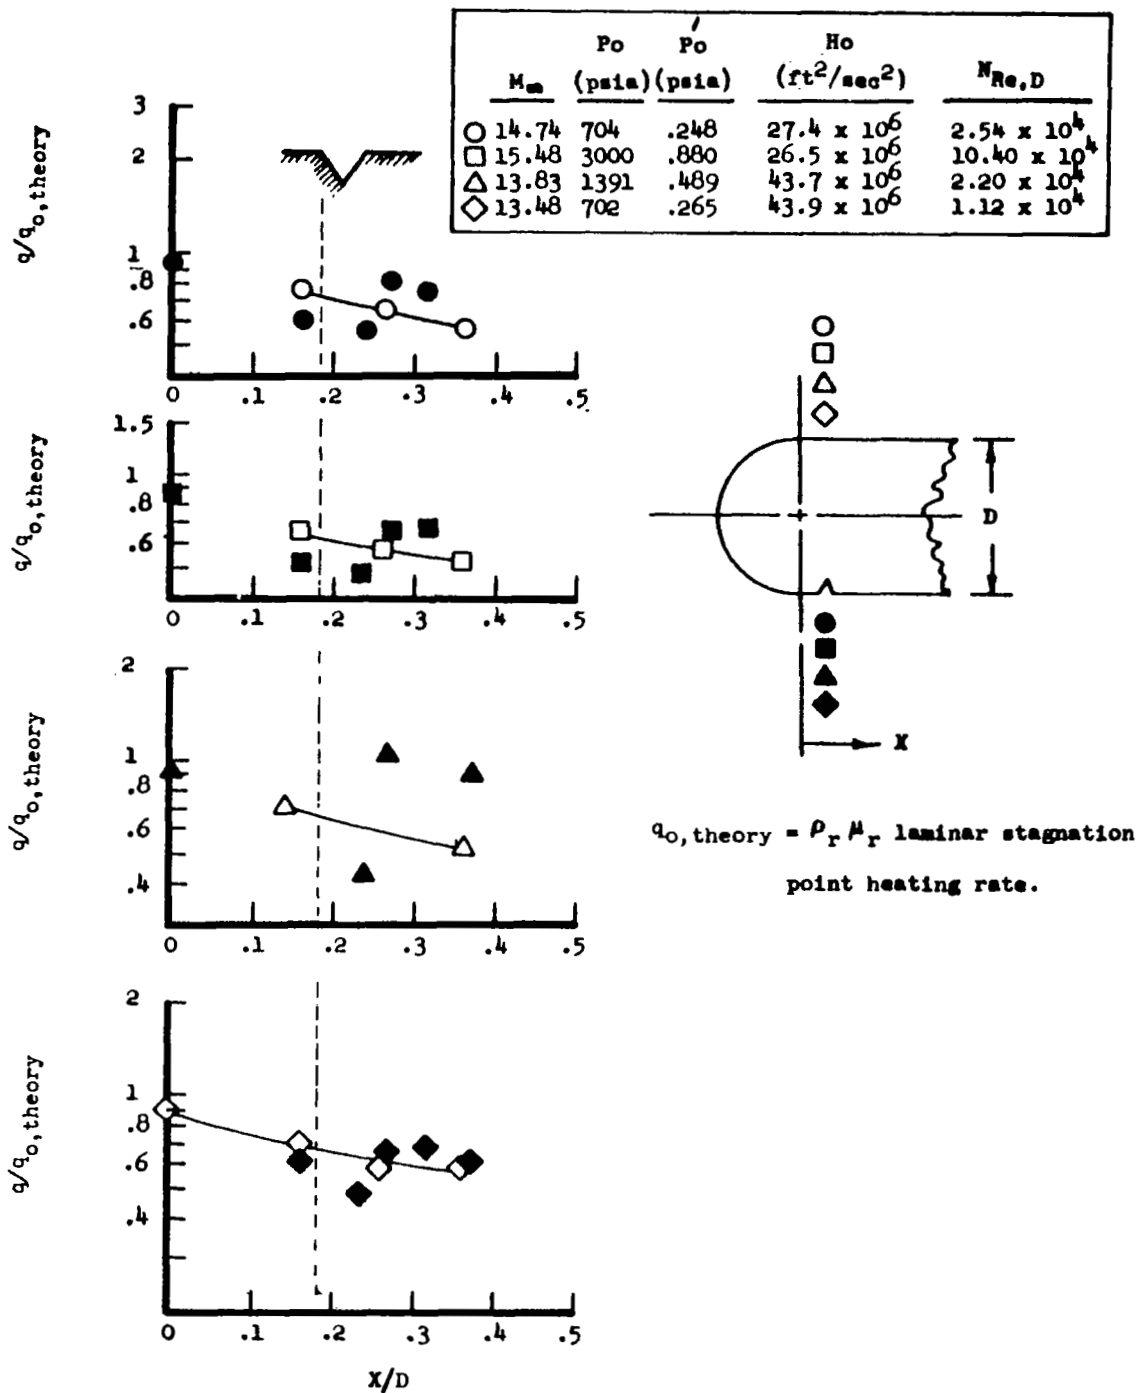 Po Po′ Ho
M∞ (psia) (psia) (ft²/sec²) N_Re,D
○ 14.74 704 .248 27.4 x 10⁶ 2.54 x 10⁴
□ 15.48 3000 .880 26.5 x 10⁶ 10.40 x 10⁴
△ 13.83 1391 .489 43.7 x 10⁶ 2.20 x 10⁴
◇ 13.48 702 .265 43.9 x 10⁶ 1.12 x 10⁴
q/q_o,theory
3
2
1
.8
.6
0 .1 .2 .3 .4 .5
q/q_o,theory
1.5
1
.8
.6
0 .1 .2 .3 .4 .5
q/q_o,theory
2
1
.8
.6
.4
0 .1 .2 .3 .4 .5
q/q_o,theory
2
1
.8
.6
.4
0 .1 .2 .3 .4 .5
X/D
D
X
q_o,theory = ρ_r μ_r laminar stagnation
point heating rate.